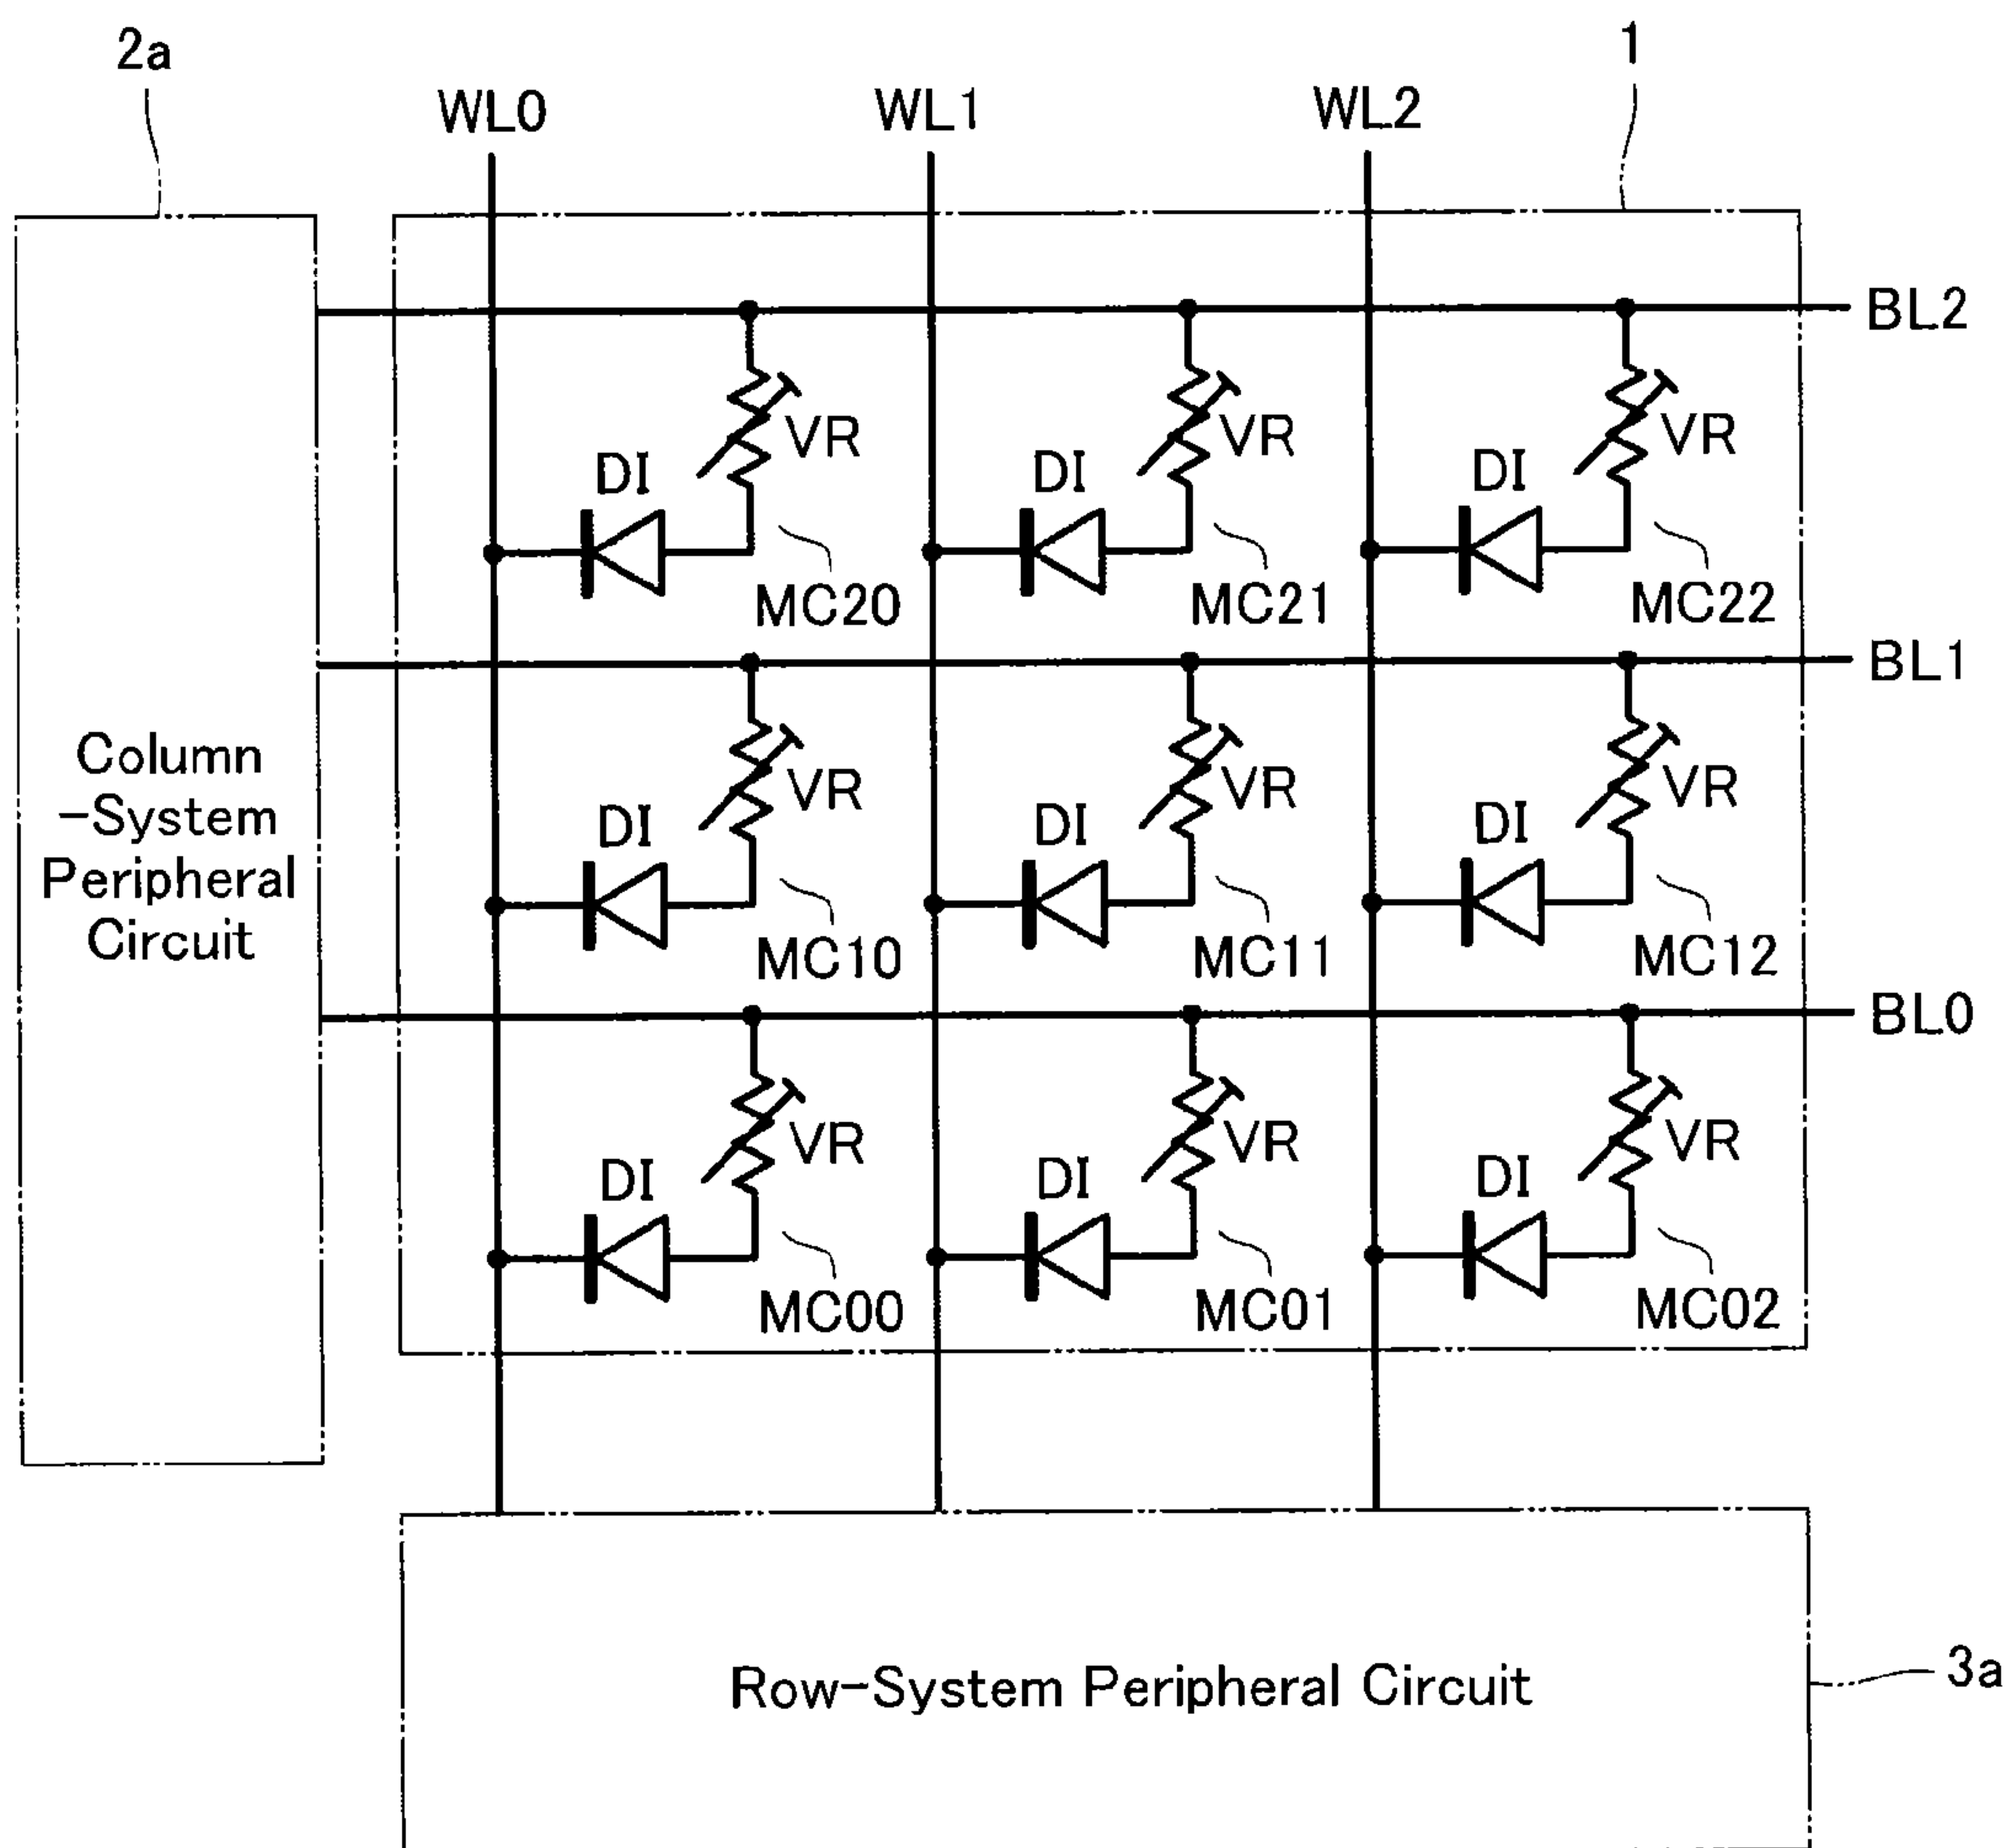 2a
1
WL0
WL1
WL2
BL2
VR
VR
VR
DI
DI
DI
MC20
MC21
MC22
BL1
Column
-System
Peripheral
Circuit
VR
VR
VR
DI
DI
DI
MC10
MC11
MC12
BL0
VR
VR
VR
DI
DI
DI
MC00
MC01
MC02
Row-System Peripheral Circuit
3a